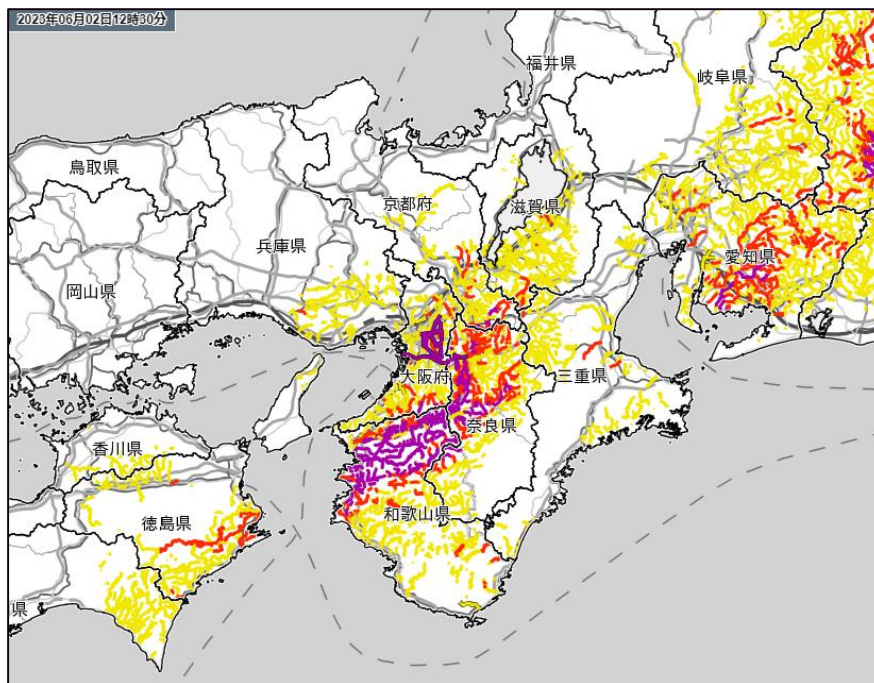 2023年06月02日12時30分
福井県
岐阜県
鳥取県
京都府
滋賀県
兵庫県
愛知県
岡山県
大阪府
三重県
奈良県
香川県
和歌山県
徳島県
県